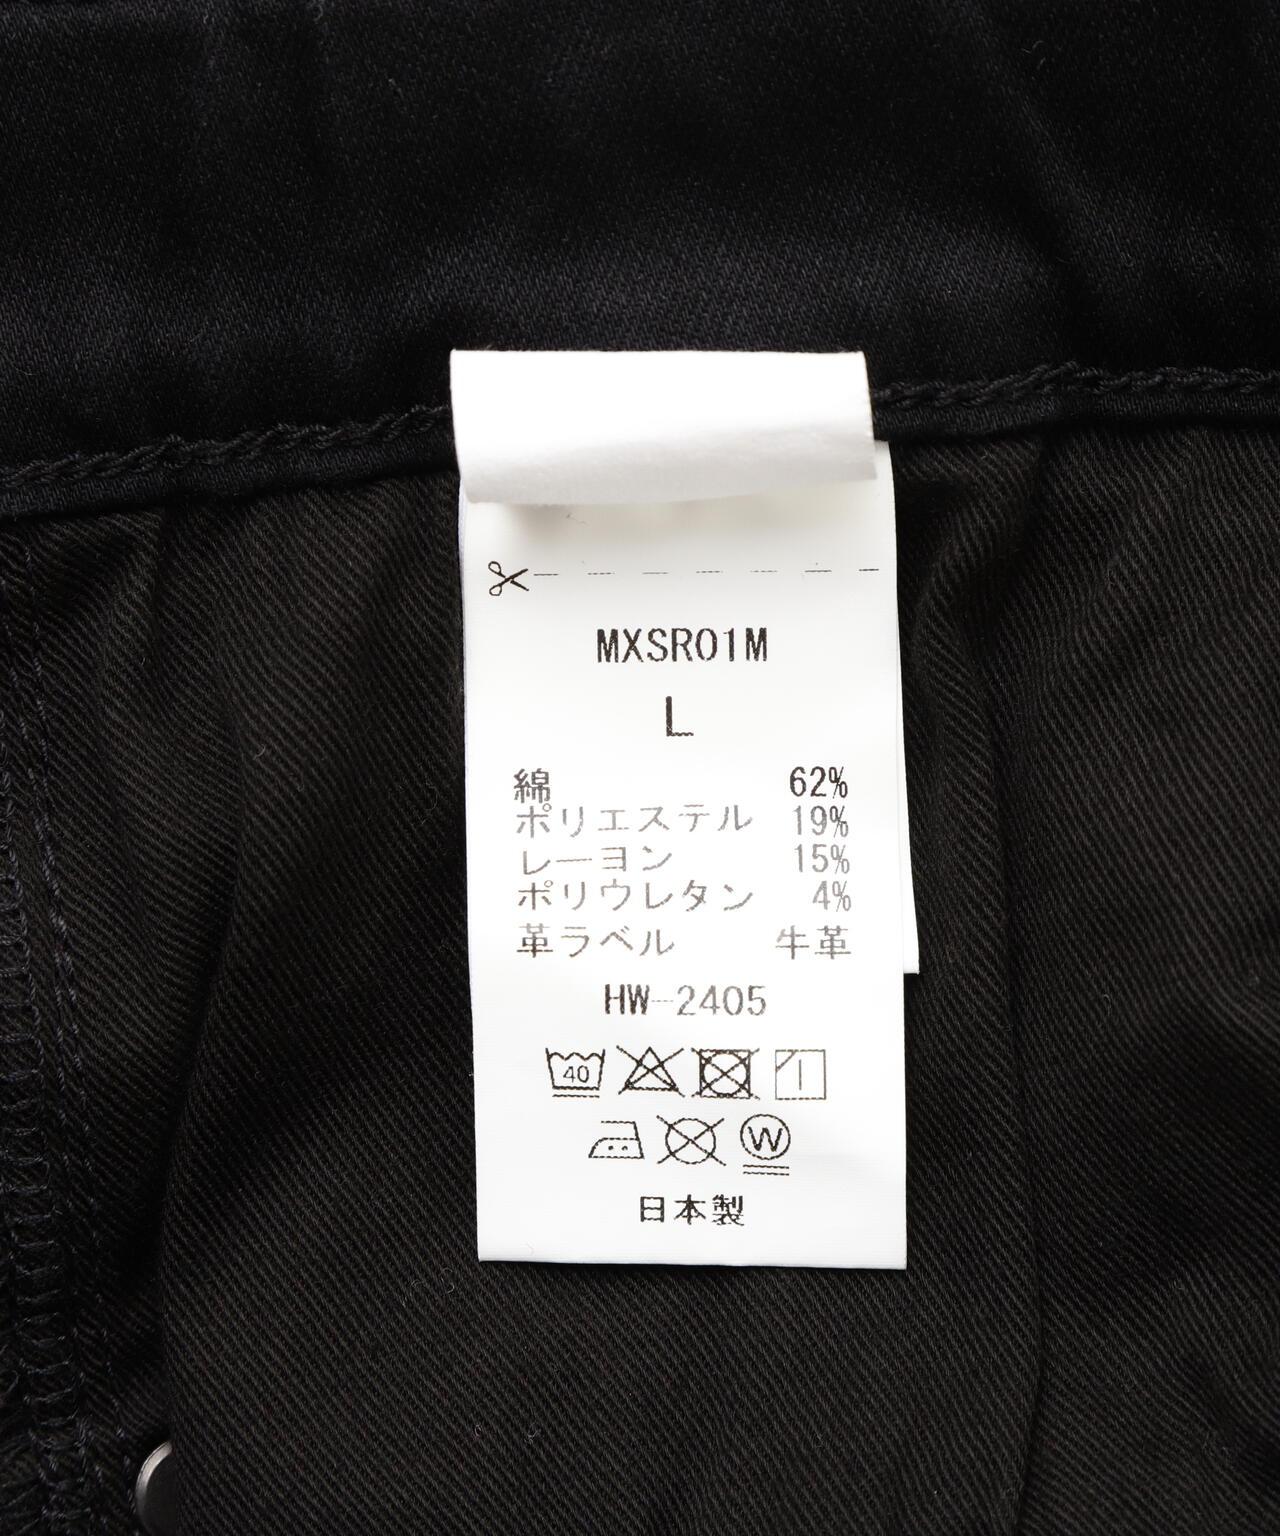 MXSR01M
L
綿 62%
ポリエステル 19%
レーヨン 15%
ポリウレタン 4%
革ラベル 牛革
HW-2405
40
W
日本製